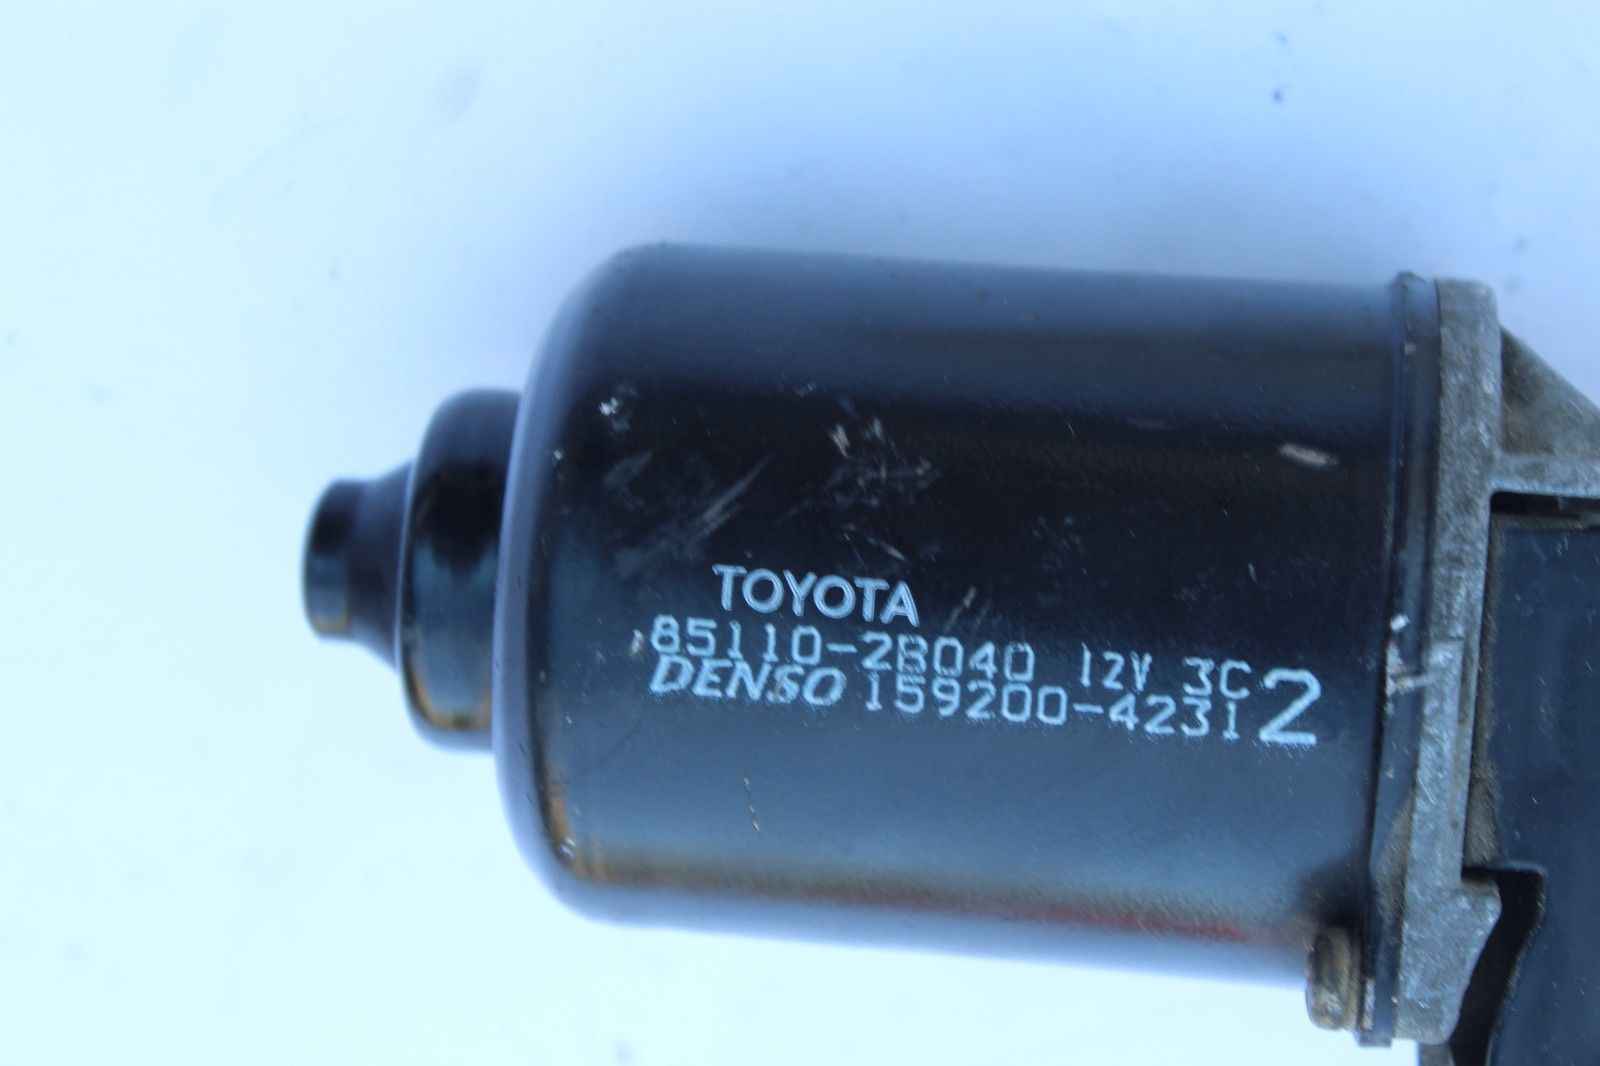 TOYOTA
85110-2B040 12V 3C 2
DENSO 159200-4231